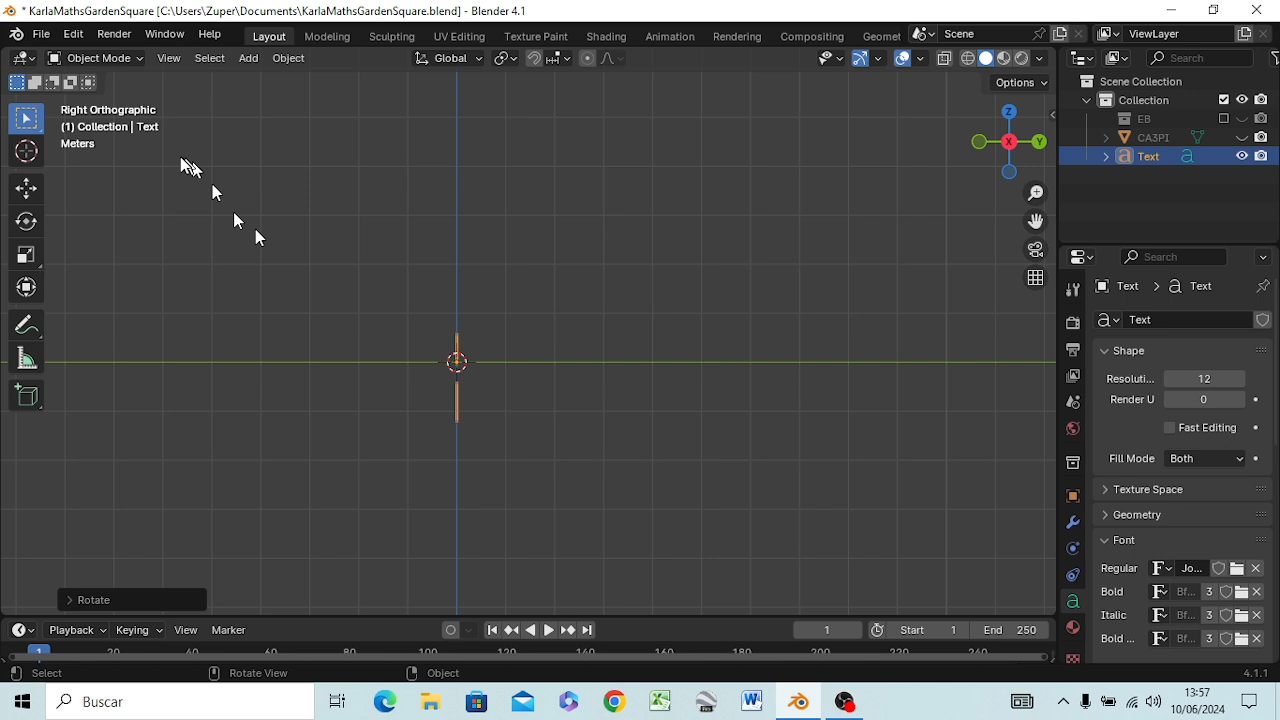 * KarlaMathsGardenSquare [C:\Users\Zuper\Documents\KarlaMathsGardenSquare.blend] - Blender 4.1
File Edit Render Window Help Layout Modeling Sculpting UV Editing Texture Paint Shading Animation Rendering Compositing Geomet Scene ViewLayer
Object Mode View Select Add Object Global Search
Options
Scene Collection
Collection
EB
CA3PI
Text
Right Orthographic
(1) Collection | Text
Meters
Z
X
Y
Search
Text > Text
Text
Shape
Resoluti... 12
Render U 0
Fast Editing
Fill Mode Both
Texture Space
Geometry
Font
Regular Jo...
Bold Bf... 3
Italic Bf... 3
Bold ... Bf... 3
Rotate
Playback Keying View Marker 1 Start 1 End 250
1 20 40 60 80 100 120 140 160 180 200 220 240
Select Rotate View Object 4.1.1
Buscar
13:57
10/06/2024